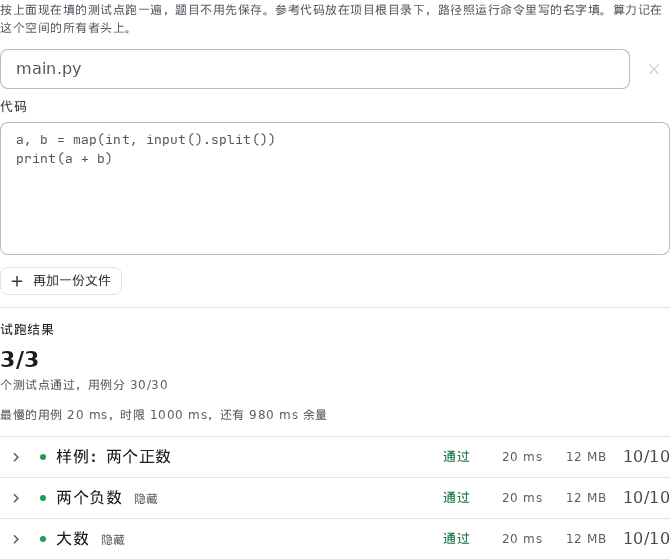 按上面现在填的测试点跑一遍，题目不用先保存。参考代码放在项目根目录下，路径照运行命令里写的名字填。算力记在
这个空间的所有者头上。
main.py
代码
a, b = map(int, input().split())
print(a + b)
再加一份文件
试跑结果
3/3
个测试点通过，用例分 30/30
最慢的用例 20 ms，时限 1000 ms，还有 980 ms 余量
样例：两个正数 通过 20 ms 12 MB 10/10
两个负数 隐藏 通过 20 ms 12 MB 10/10
大数 隐藏 通过 20 ms 12 MB 10/10